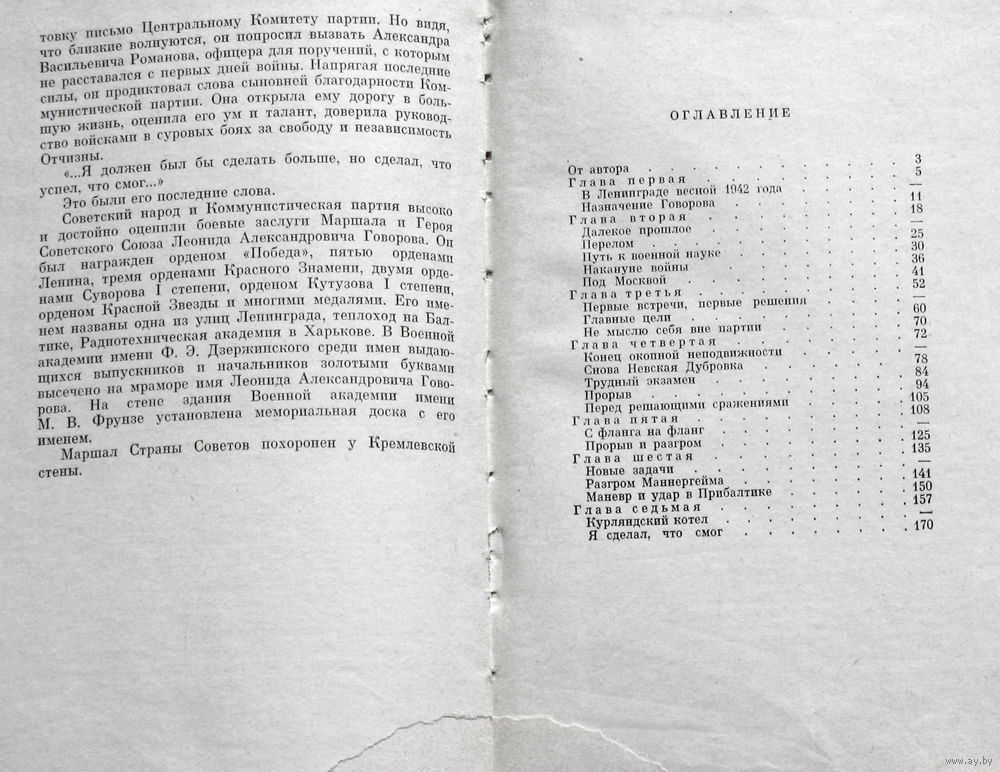 товку письмо Центральному Комитету партии. Но видя,
что близкие волнуются, он попросил вызвать Александра
Васильевича Романова, офицера для поручений, с которым
не расставался с первых дней войны. Напрягая последние
силы, он продиктовал слова сыновней благодарности Ком-
мунистической партии. Она открыла ему дорогу в боль-
шую жизнь, оценила его ум и талант, доверила руковод-
ство войсками в суровых боях за свободу и независимость
Отчизны.
«...Я должен был бы сделать больше, но сделал, что
успел, что смог...»
Это были его последние слова.
Советский народ и Коммунистическая партия высоко
и достойно оценили боевые заслуги Маршала и Героя
Советского Союза Леонида Александровича Говорова. Он
был награжден орденом «Победа», пятью орденами
Ленина, тремя орденами Красного Знамени, двумя орде-
нами Суворова I степени, орденом Кутузова I степени,
орденом Красной Звезды и многими медалями. Его име-
нем названы одна из улиц Ленинграда, теплоход на Бал-
тике, Радиотехническая академия в Харькове. В Военной
академии имени Ф. Э. Дзержинского среди имен выдаю-
щихся выпускников и начальников золотыми буквами
высечено на мраморе имя Леонида Александровича Гово-
рова. На стене здания Военной академии имени
М. В. Фрунзе установлена мемориальная доска с его
именем.
Маршал Страны Советов похоронен у Кремлевской
стены.
ОГЛАВЛЕНИЕ
От автора . . . . . . . . . . 3
Глава первая . . . . . . . . . 5
В Ленинграде весной 1942 года . . . . . —
Назначение Говорова . . . . . . . 11
Глава вторая . . . . . . . . . 18
Далекое прошлое . . . . . . . . —
Перелом . . . . . . . . . . 25
Путь к военной науке . . . . . . . 30
Накануне войны . . . . . . . . 36
Под Москвой . . . . . . . . . 41
Глава третья . . . . . . . . . 52
Первые встречи, первые решения . . . . —
Главные цели . . . . . . . . . 60
Не мыслю себя вне партии . . . . . . 70
Глава четвертая . . . . . . . . 72
Конец окопной неподвижности . . . . . —
Снова Невская Дубровка . . . . . . 78
Трудный экзамен . . . . . . . . 84
Прорыв . . . . . . . . . . 94
Перед решающими сражениями . . . . . 105
Глава пятая . . . . . . . . . 108
С фланга на фланг . . . . . . . . —
Прорыв и разгром . . . . . . . . 125
Глава шестая . . . . . . . . . 135
Новые задачи . . . . . . . . . —
Разгром Маннергейма . . . . . . . 141
Маневр и удар в Прибалтике . . . . . 150
Глава седьмая . . . . . . . . . 157
Курляндский котел . . . . . . . . —
Я сделал, что смог . . . . . . . . 170
www.ay.by